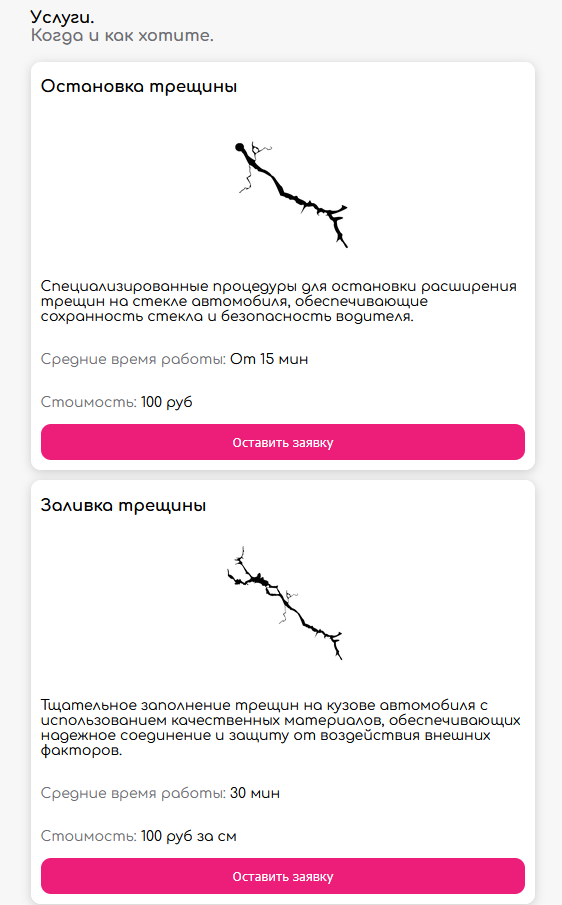 Услуги.
Когда и как хотите.
Остановка трещины
Специализированные процедуры для остановки расширения
трещин на стекле автомобиля, обеспечивающие
сохранность стекла и безопасность водителя.
Средние время работы: От 15 мин
Стоимость: 100 руб
Оставить заявку
Заливка трещины
Тщательное заполнение трещин на кузове автомобиля с
использованием качественных материалов, обеспечивающих
надежное соединение и защиту от воздействия внешних
факторов.
Средние время работы: 30 мин
Стоимость: 100 руб за см
Оставить заявку